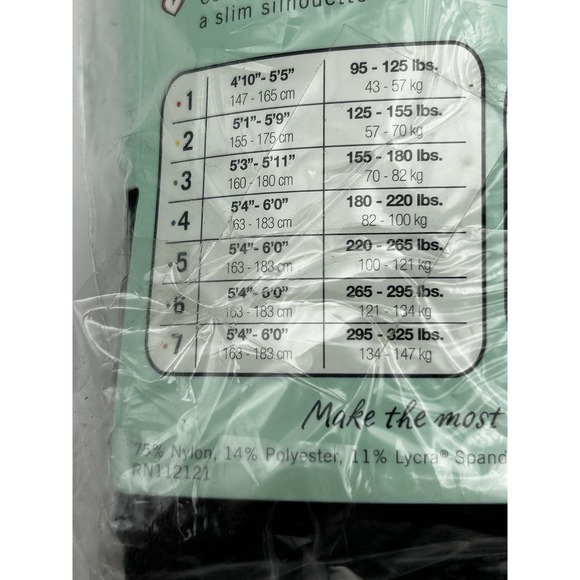 a slim silhouette
1 4'10"- 5'5" 95 - 125 lbs.
147 - 165 cm 43 - 57 kg
2 5'1"- 5'9" 125 - 155 lbs.
155 - 175 cm 57 - 70 kg
3 5'3"- 5'11" 155 - 180 lbs.
160 - 180 cm 70 - 82 kg
4 5'4"- 6'0" 180 - 220 lbs.
163 - 183 cm 82 - 100 kg
5 5'4"- 6'0" 220 - 265 lbs.
163 - 183 cm 100 - 121 kg
6 5'4"- 6'0" 265 - 295 lbs.
163 - 183 cm 121 - 134 kg
7 5'4"- 6'0" 295 - 325 lbs.
163 - 183 cm 134 - 147 kg
Make the most
75% Nylon, 14% Polyester, 11% Lycra® Spand
RN112121